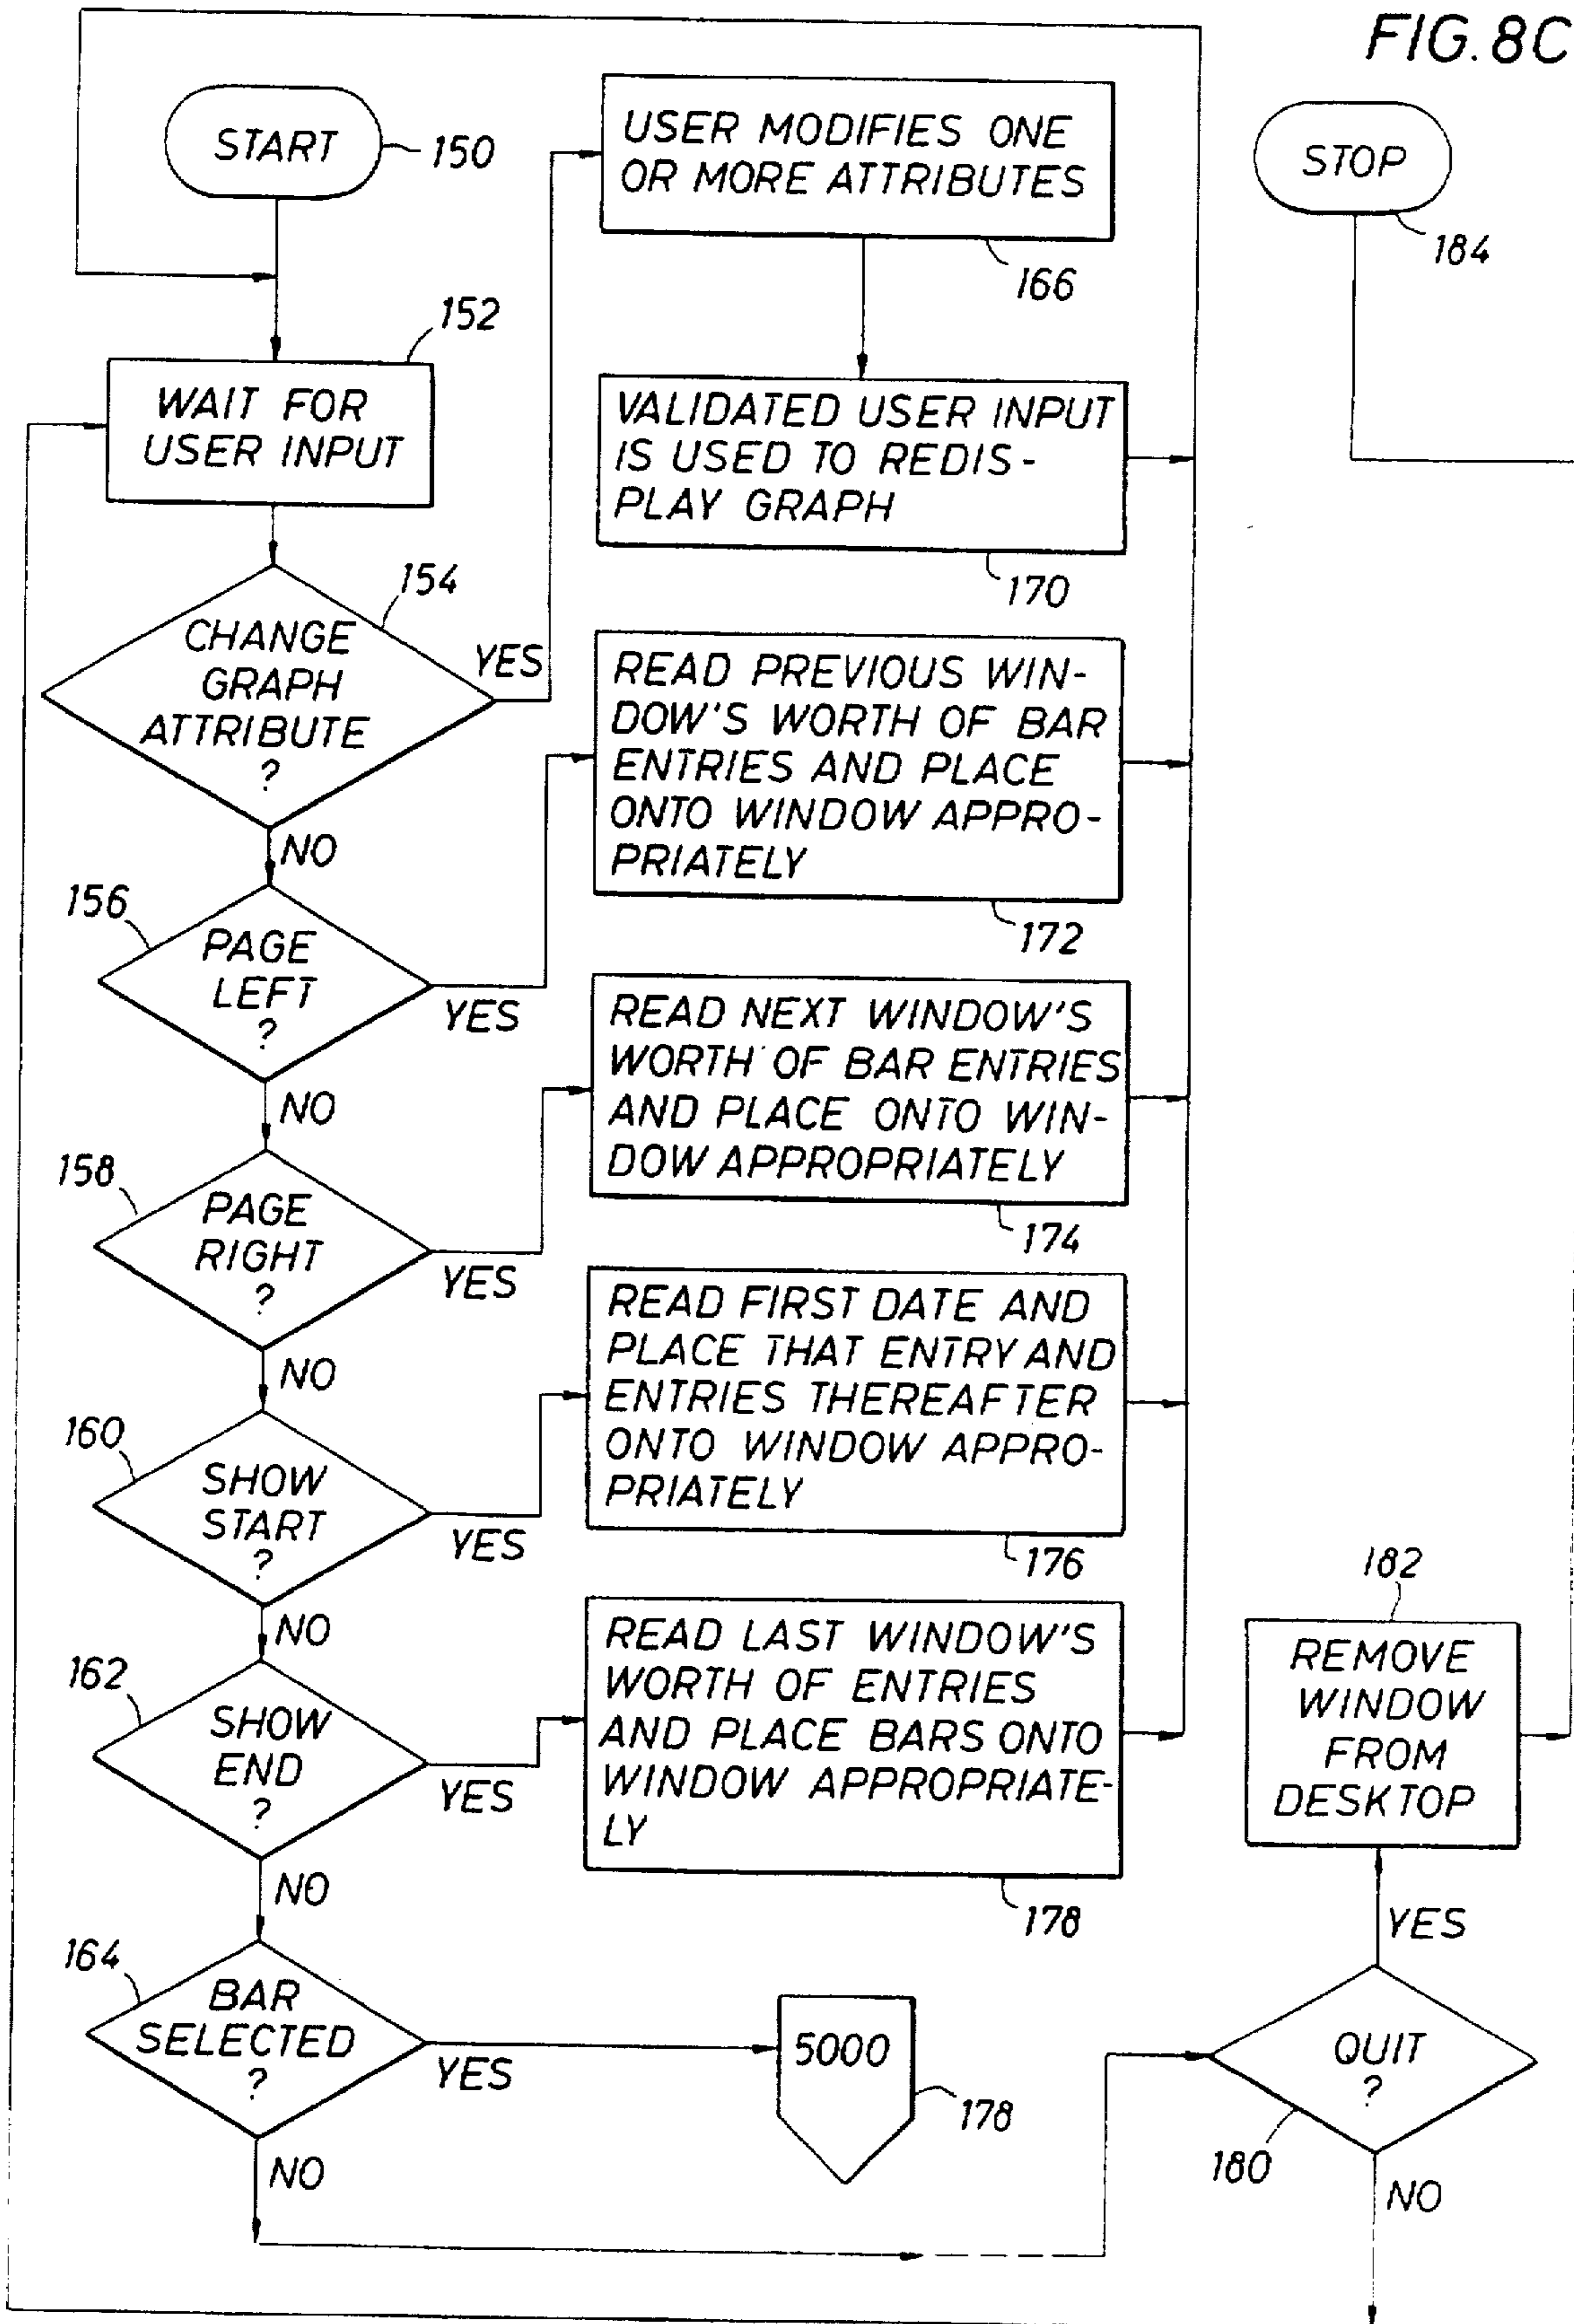 FIG. 8C
START
150
USER MODIFIES ONE
OR MORE ATTRIBUTES
166
STOP
184
152
WAIT FOR
USER INPUT
VALIDATED USER INPUT
IS USED TO REDIS-
PLAY GRAPH
170
154
CHANGE
GRAPH
ATTRIBUTE
?
YES
NO
READ PREVIOUS WIN-
DOW'S WORTH OF BAR
ENTRIES AND PLACE
ONTO WINDOW APPRO-
PRIATELY
172
156
PAGE
LEFT
?
YES
NO
READ NEXT WINDOW'S
WORTH OF BAR ENTRIES
AND PLACE ONTO WIN-
DOW APPROPRIATELY
174
158
PAGE
RIGHT
?
YES
NO
READ FIRST DATE AND
PLACE THAT ENTRY AND
ENTRIES THEREAFTER
ONTO WINDOW APPRO-
PRIATELY
176
160
SHOW
START
?
YES
NO
READ LAST WINDOW'S
WORTH OF ENTRIES
AND PLACE BARS ONTO
WINDOW APPROPRIATE-
LY
178
162
SHOW
END
?
YES
NO
182
REMOVE
WINDOW
FROM
DESKTOP
YES
164
BAR
SELECTED
?
YES
NO
5000
178
QUIT
?
180
NO